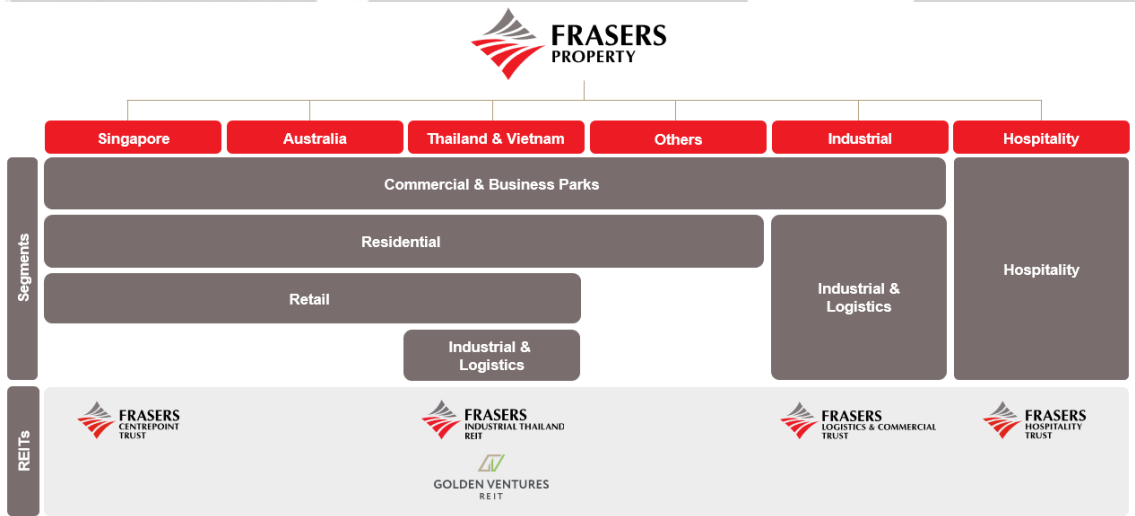 FRASERS
PROPERTY
Singapore
Australia
Thailand & Vietnam
Others
Industrial
Hospitality
Segments
Commercial & Business Parks
Residential
Retail
Industrial &
Logistics
Industrial &
Logistics
Hospitality
REITs
FRASERS
CENTREPOINT
TRUST
FRASERS
INDUSTRIAL THAILAND
REIT
GOLDEN VENTURES
REIT
FRASERS
LOGISTICS & COMMERCIAL
TRUST
FRASERS
HOSPITALITY
TRUST